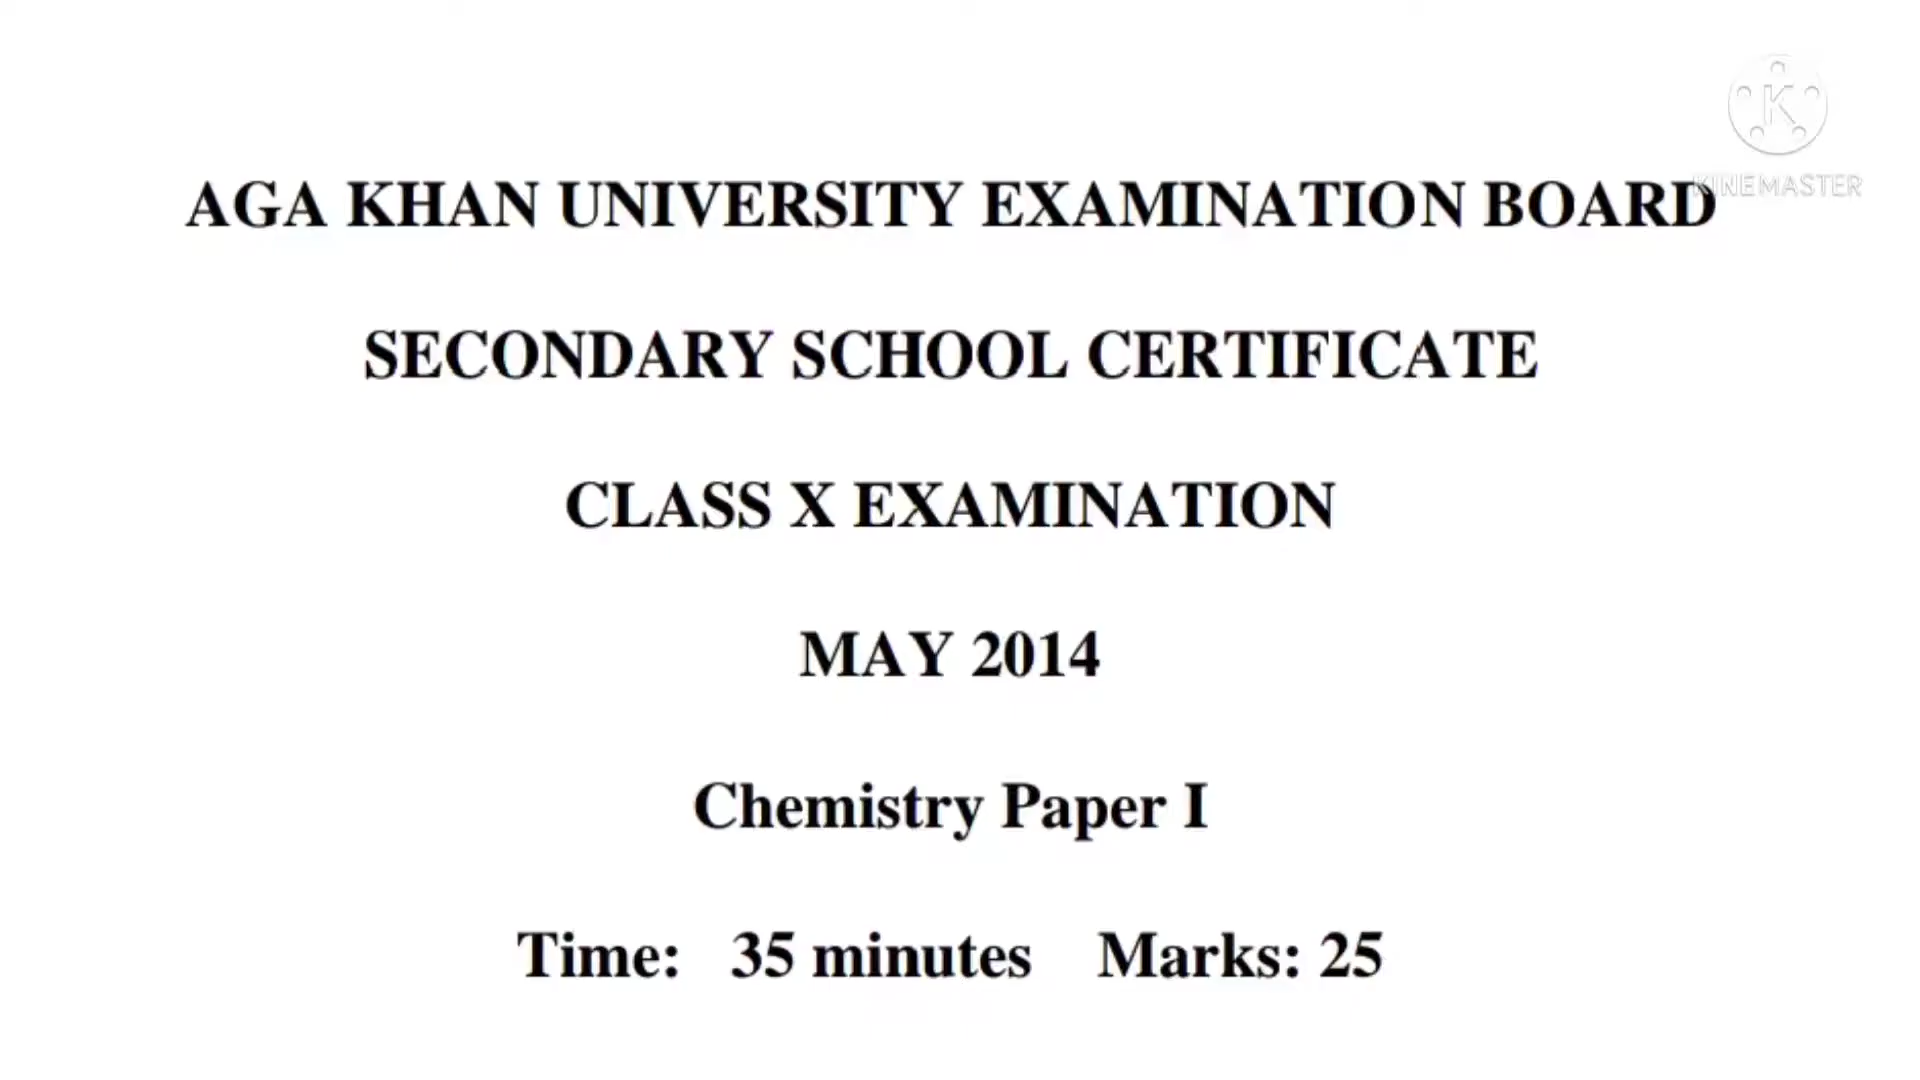 K
KINEMASTER
AGA KHAN UNIVERSITY EXAMINATION BOARD
SECONDARY SCHOOL CERTIFICATE
CLASS X EXAMINATION
MAY 2014
Chemistry Paper I
Time: 35 minutes Marks: 25